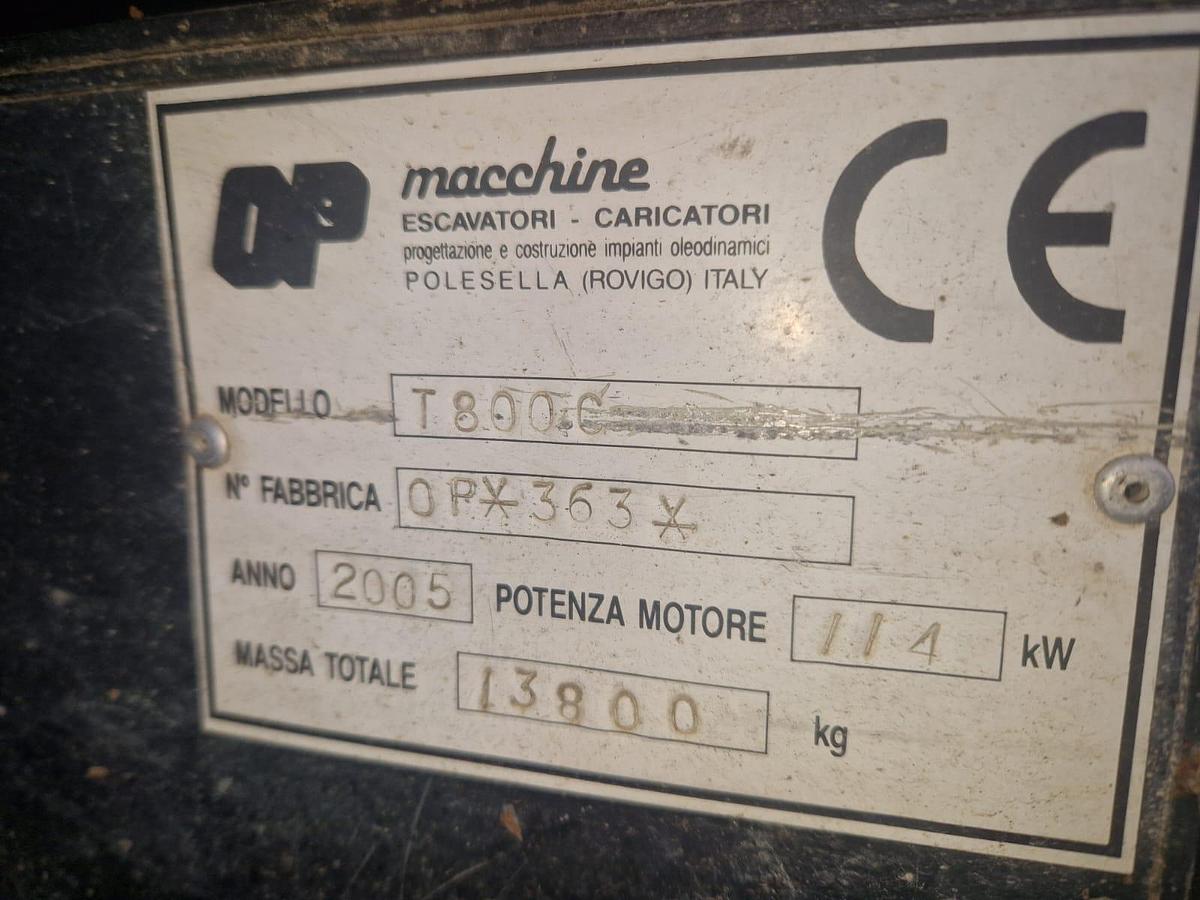 OP macchine
ESCAVATORI - CARICATORI
progettazione e costruzione impianti oleodinamici
POLESELLA (ROVIGO) ITALY
CE
MODELLO T800.C
N° FABBRICA OP*363*
ANNO 2005 POTENZA MOTORE 114 kW
MASSA TOTALE 13800 kg